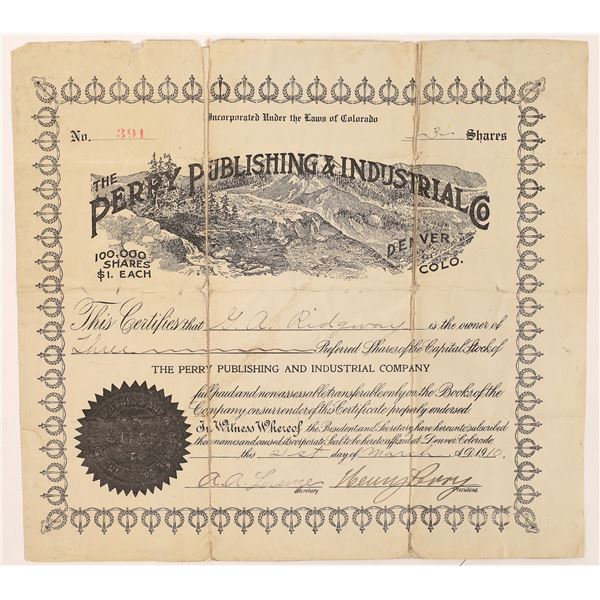 Incorporated Under the Laws of Colorado
No. 391 3 Shares
THE PERRY PUBLISHING & INDUSTRIAL CO
DENVER COLO.
100.000 SHARES $1. EACH
This Certifies that G. A. Ridgway is the owner of
Three Preferred Shares of the Capital Stock of
THE PERRY PUBLISHING AND INDUSTRIAL COMPANY
full paid and non assessable transferable only on the Books of the
Company on surrender of this Certificate properly endorsed
In Witness Whereof the President and Secretary have hereunto subscribed
their names and caused its corporate Seal to be hereto affixed at Denver Colorado
this 21st day of March A.D. 1910.
A. A. Henry Perry
Secretary President